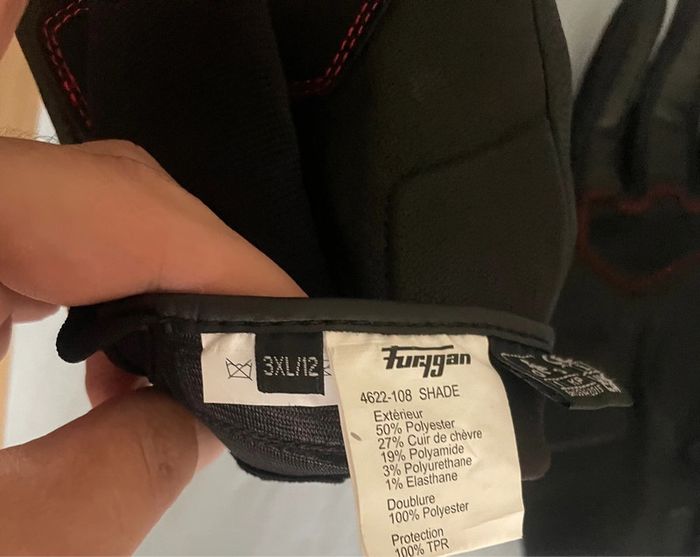 3XL/12
Furygan
4622-108 SHADE
Extérieur
50% Polyester
27% Cuir de chèvre
19% Polyamide
3% Polyurethane
1% Elasthane
Doublure
100% Polyester
Protection
100% TPR
KP